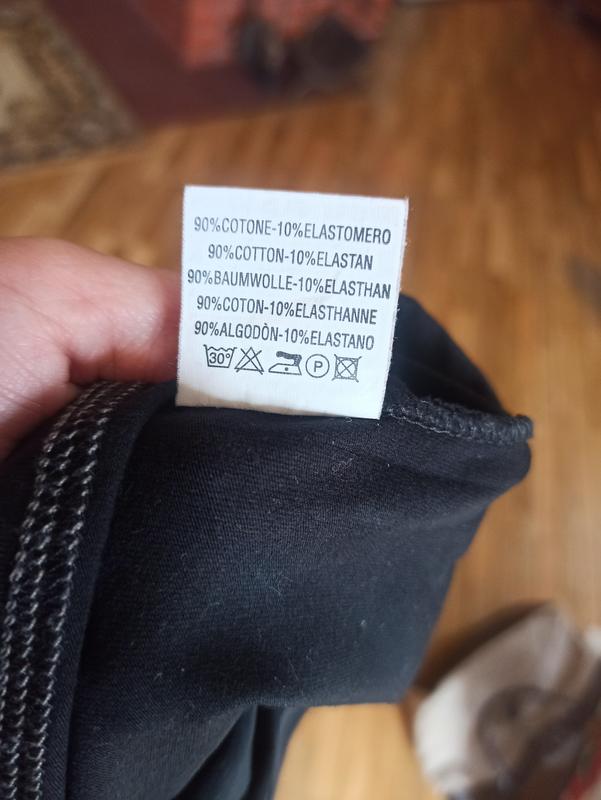 90%COTONE-10%ELASTOMERO
90%COTTON-10%ELASTAN
90%BAUMWOLLE-10%ELASTHAN
90%COTON-10%ELASTHANNE
90%ALGODÒN-10%ELASTANO
30° P